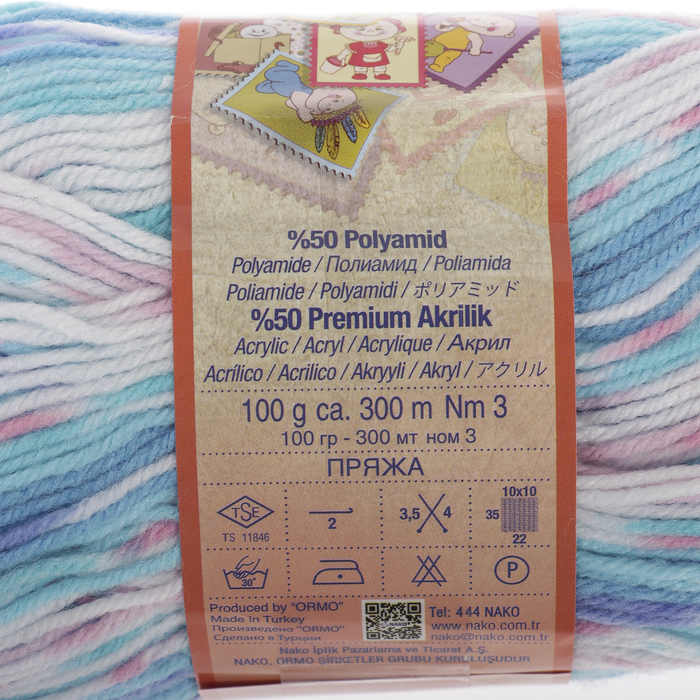 %50 Polyamid
Polyamide / Полиамид / Poliamida
Poliamide / Polyamidi / ポリアミッド
%50 Premium Akrilik
Acrylic / Acryl / Acrylique / Акрил
Acrílico / Acrilico / Akryyli / Akryl / アクリル
100 g ca. 300 m Nm 3
100 гр - 300 мт ном 3
ПРЯЖА
TSE
TS 11846
2
3,5 4
10x10
35
22
30°
P
Produced by "ORMO"
Made in Turkey
Произведено "ORMO"
Сделано в Турции
Tel: 444 NAKO
www.nako.com.tr
nako@nako.com.tr
Nako İplik Pazarlama ve Ticaret A.Ş.
NAKO, ORMO ŞİRKETLER GRUBU KURULUŞUDUR